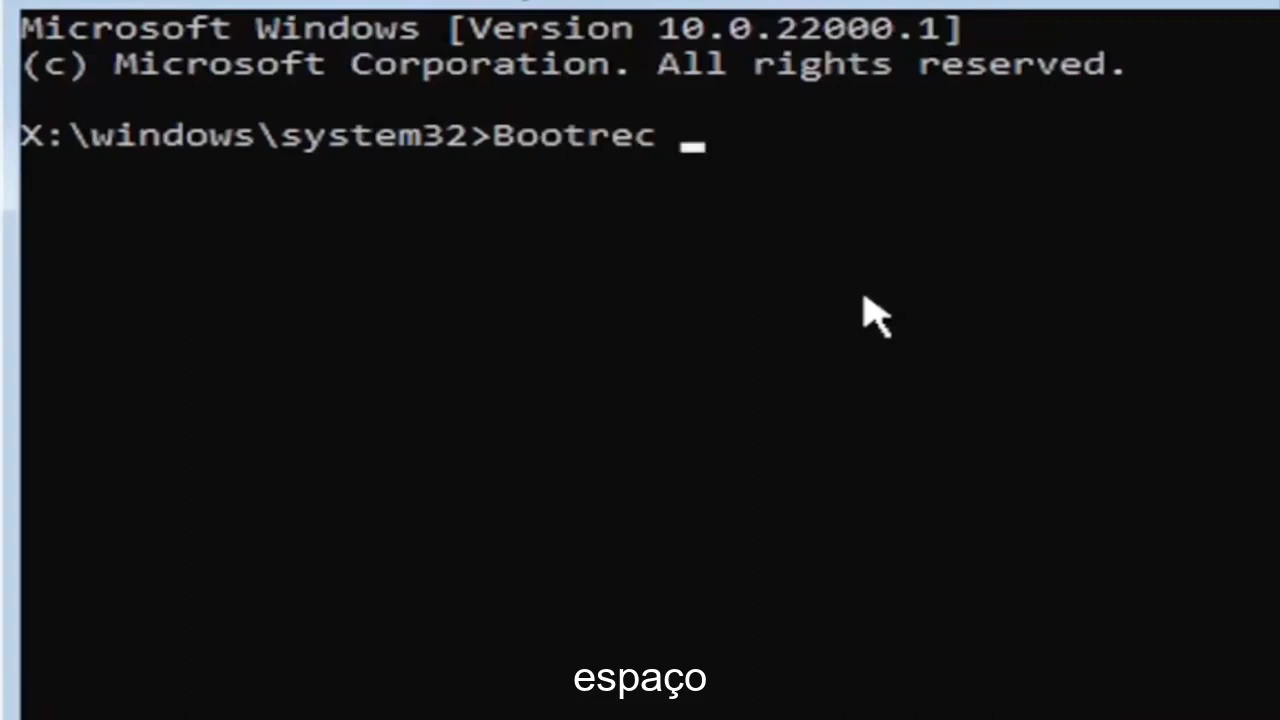 Microsoft Windows [Version 10.0.22000.1]
(c) Microsoft Corporation. All rights reserved.
X:\windows\system32>Bootrec
espaço